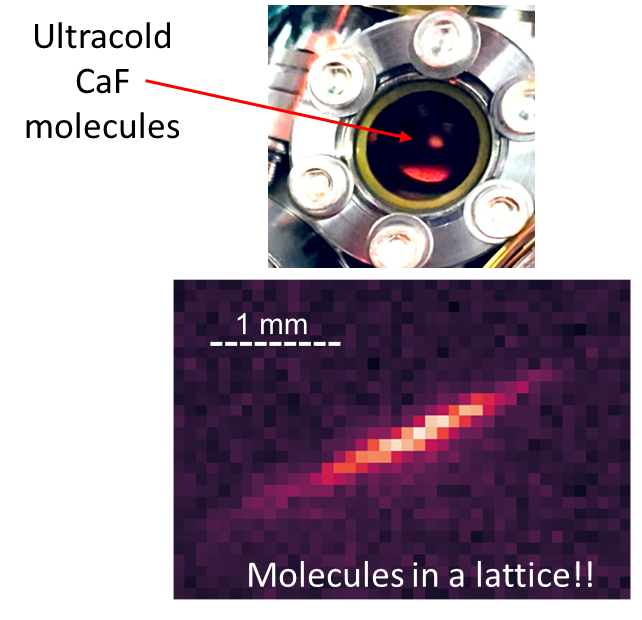 Ultracold
CaF
molecules
1 mm
Molecules in a lattice!!